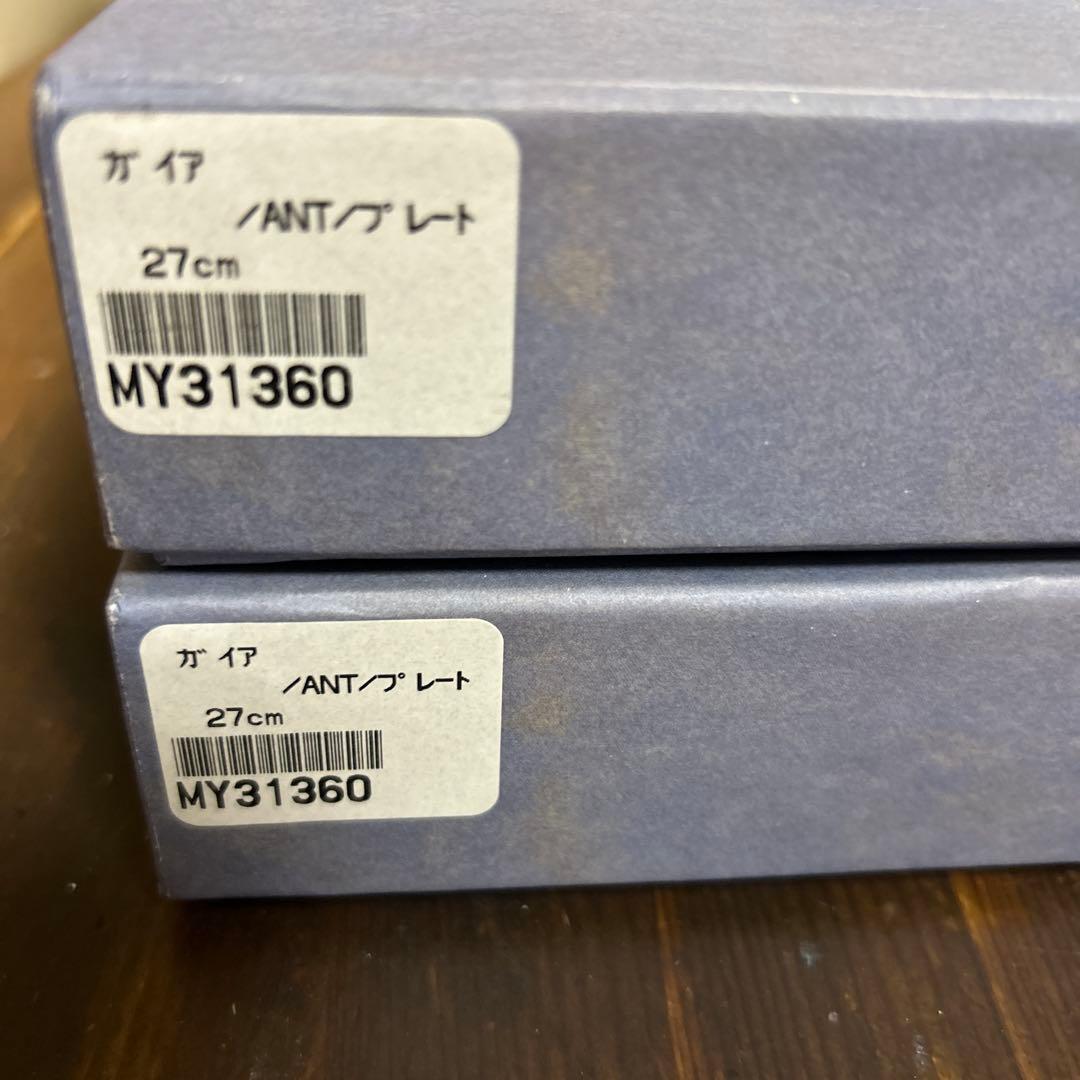 ｶﾞｲｱ
/ANT/ﾌﾟﾚｰﾄ
27cm
MY31360
ｶﾞｲｱ
/ANT/ﾌﾟﾚｰﾄ
27cm
MY31360